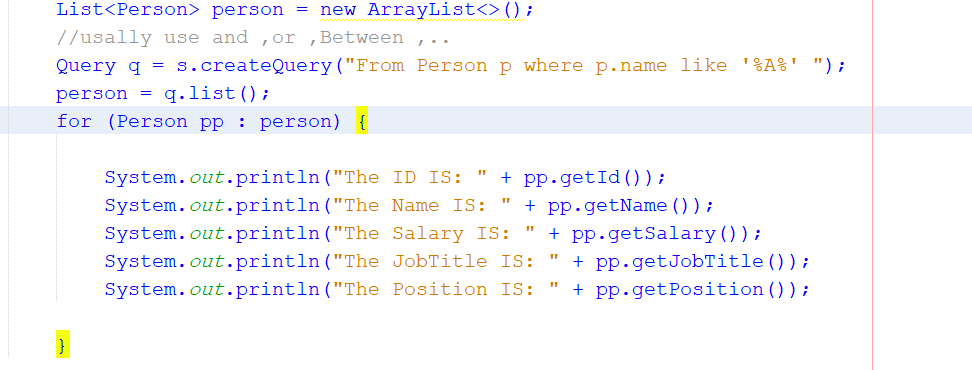 List<Person> person = new ArrayList<>();
//usally use and ,or ,Between ,..
Query q = s.createQuery("From Person p where p.name like '%A%' ");
person = q.list();
for (Person pp : person) {
System.out.println("The ID IS: " + pp.getId());
System.out.println("The Name IS: " + pp.getName());
System.out.println("The Salary IS: " + pp.getSalary());
System.out.println("The JobTitle IS: " + pp.getJobTitle());
System.out.println("The Position IS: " + pp.getPosition());
}